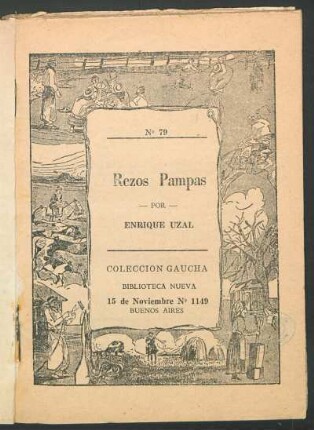 Nº 79
Rezos Pampas
— POR —
ENRIQUE UZAL
COLECCION GAUCHA
BIBLIOTECA NUEVA
15 de Noviembre Nº 1149
BUENOS AIRES